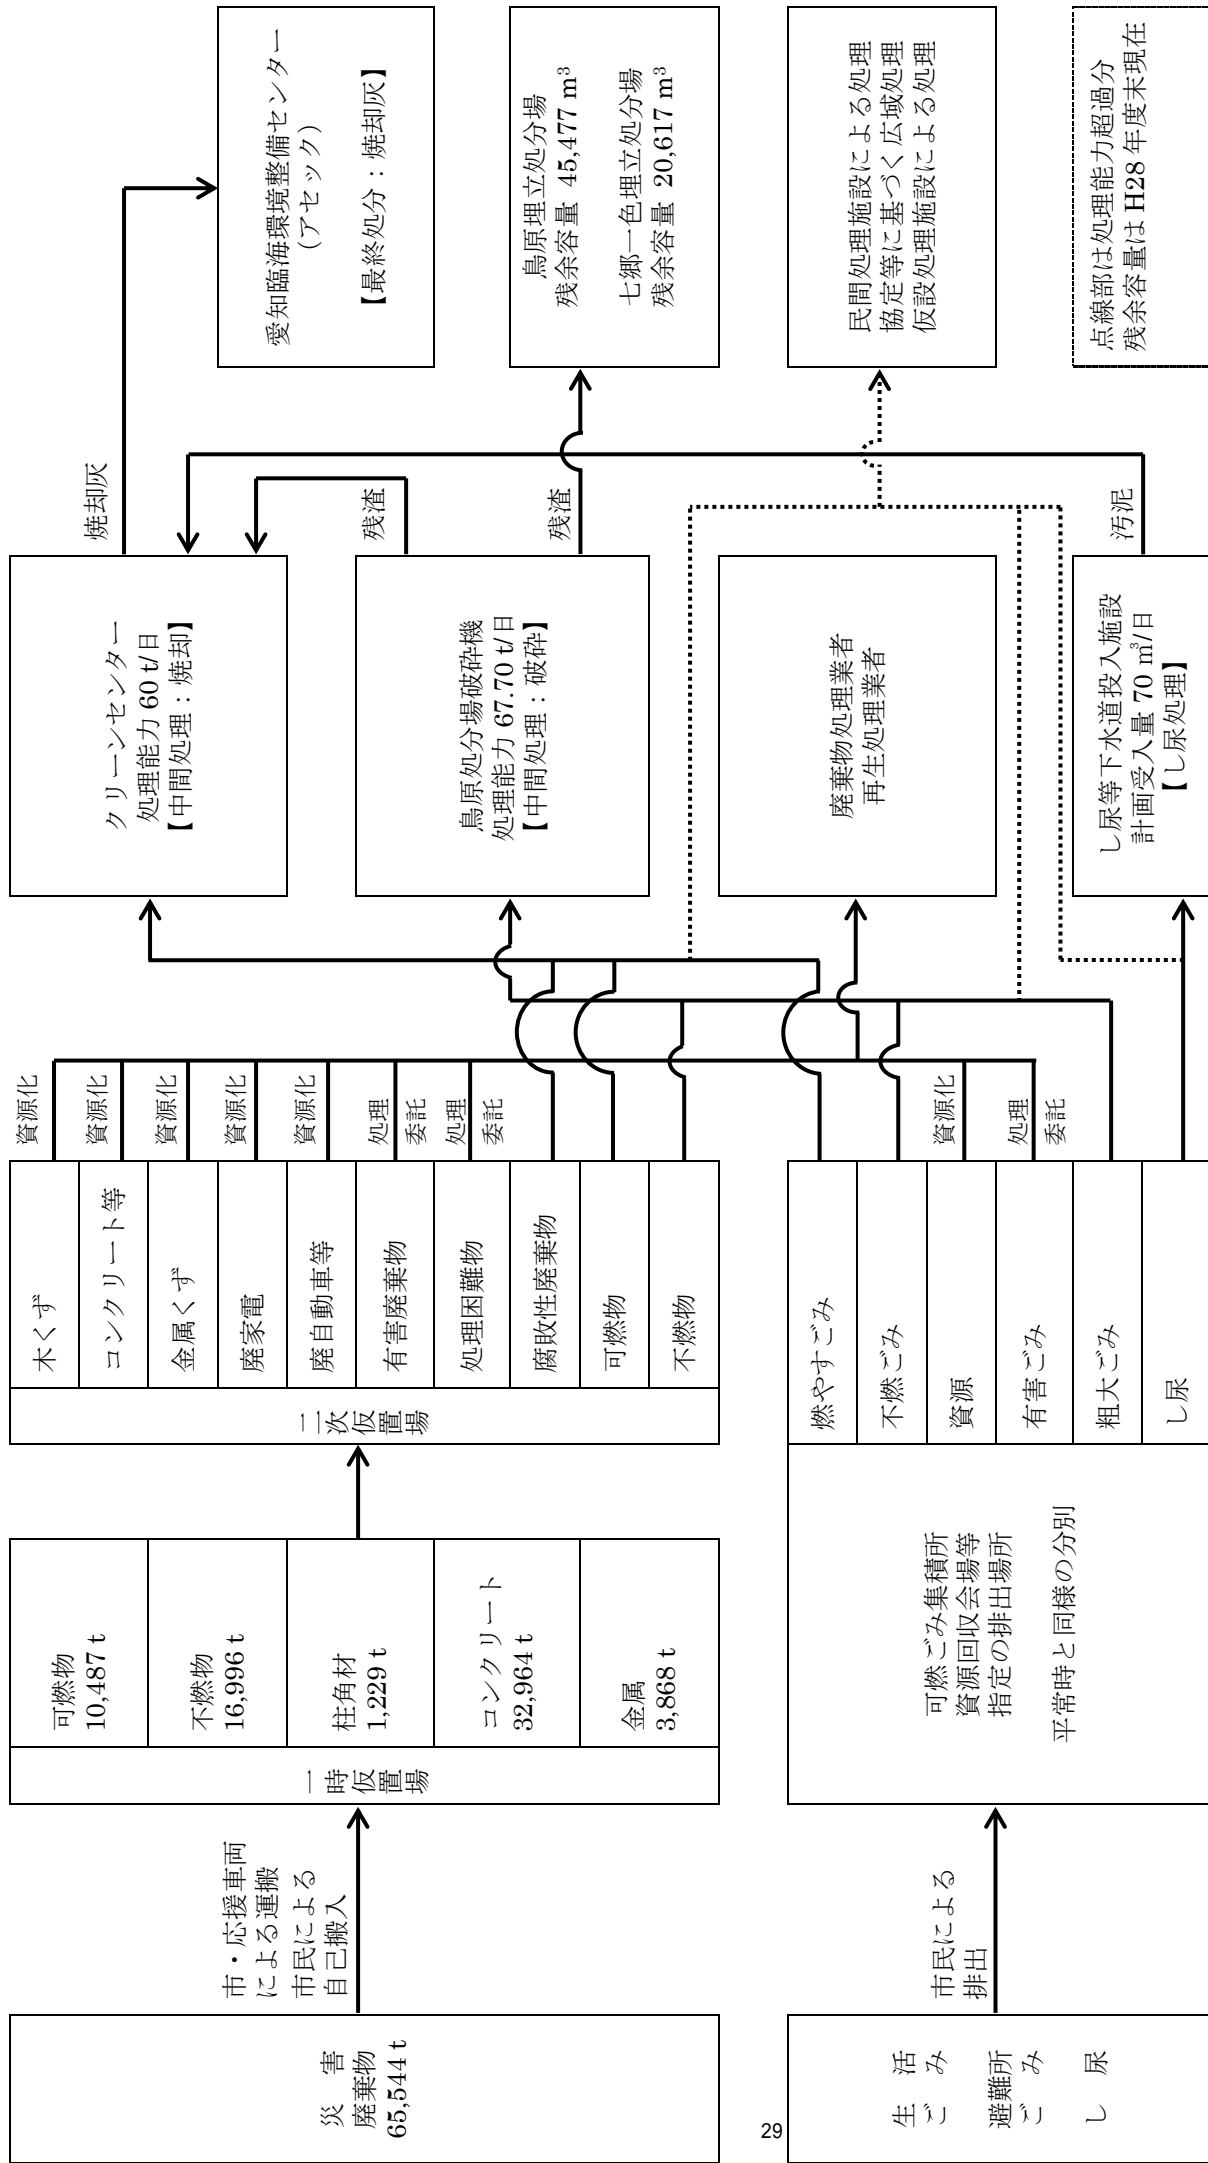 災　害
廃棄物
65,544 t
市・応援車両
による運搬
市民による
自己搬入
一時仮置場
可燃物
10,487 t
不燃物
16,996 t
柱角材
1,229 t
コンクリート
32,964 t
金属
3,868 t
二次仮置場
木くず
コンクリート等
金属くず
廃家電
廃自動車等
有害廃棄物
処理困難物
腐敗性廃棄物
可燃物
不燃物
資源化
資源化
資源化
資源化
資源化
処理
委託
処理
委託
クリーンセンター
処理能力 60 t/日
【中間処理：焼却】
鳥原処分場破砕機
処理能力 67.70 t/日
【中間処理：破砕】
廃棄物処理業者
再生処理業者
し尿等下水道投入施設
計画受入量 70 ㎥/日
【し尿処理】
焼却灰
残渣
残渣
汚泥
愛知臨海環境整備センター
（アセック）
【最終処分：焼却灰】
鳥原埋立処分場
残余容量 45,477 m³
七郷一色埋立処分場
残余容量 20,617 m³
民間処理施設による処理
協定等に基づく広域処理
仮設処理施設による処理
点線部は処理能力超過分
残余容量は H28 年度末現在
生　活
ご　み
避難所
ご　み
し　尿
市民による
排出
可燃ごみ集積所
資源回収会場等
指定の排出場所
平常時と同様の分別
燃やすごみ
不燃ごみ
資源
有害ごみ
粗大ごみ
し尿
資源化
処理
委託
29